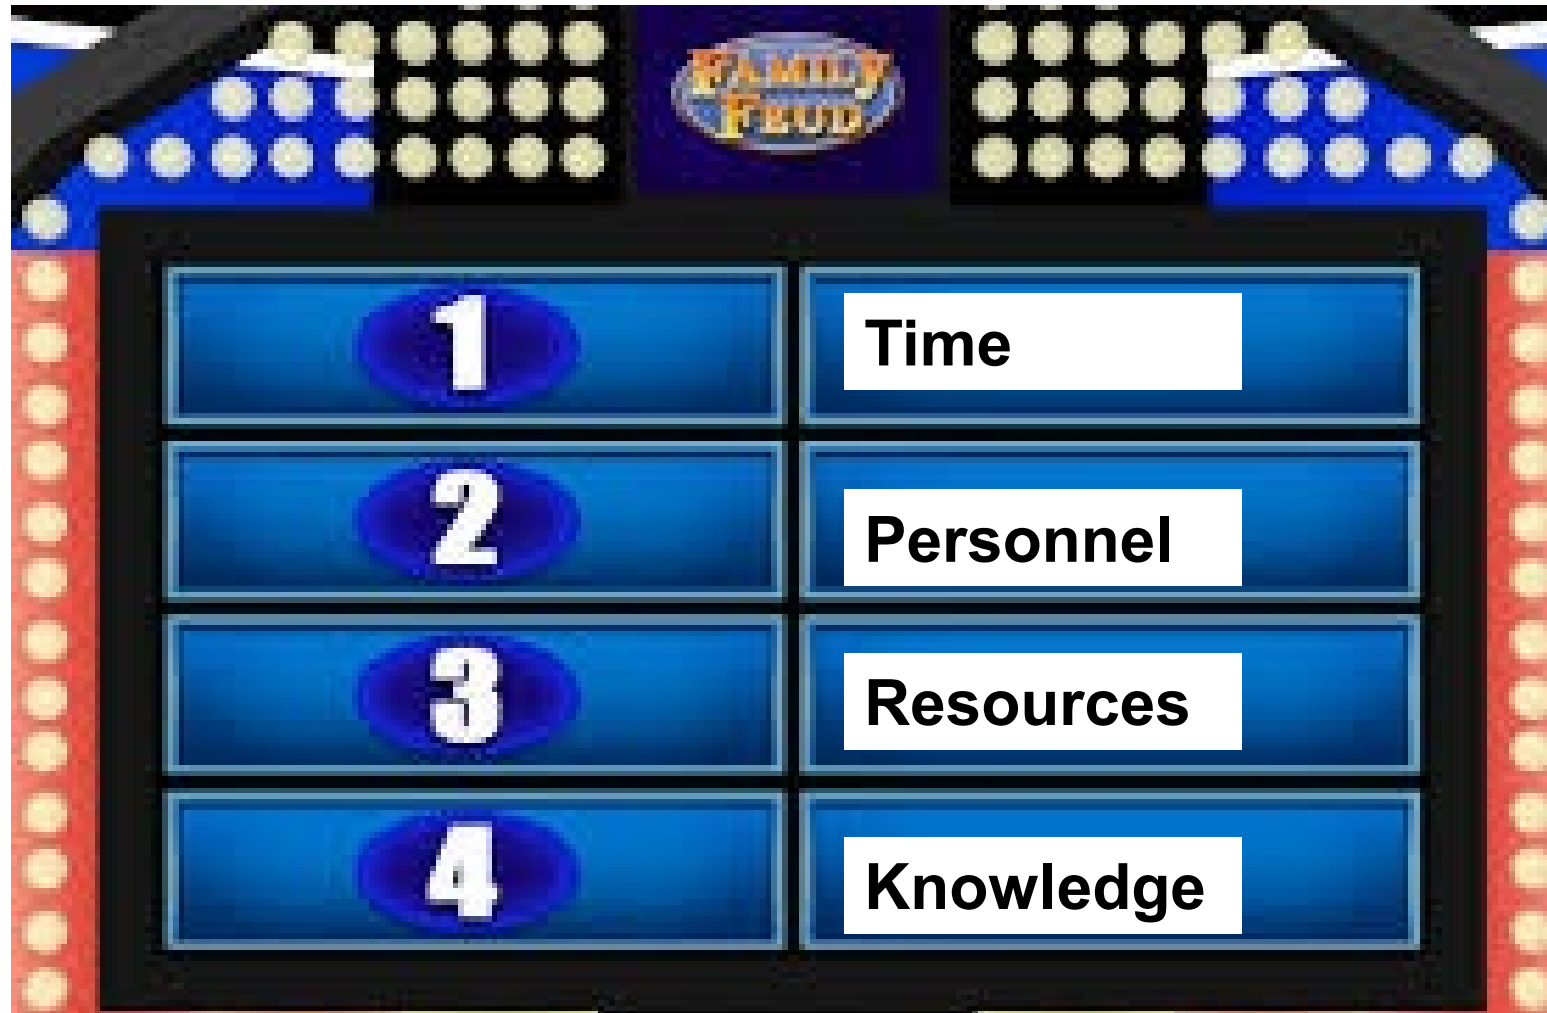 FAMILY
FEUD
1
Time
2
Personnel
3
Resources
4
Knowledge